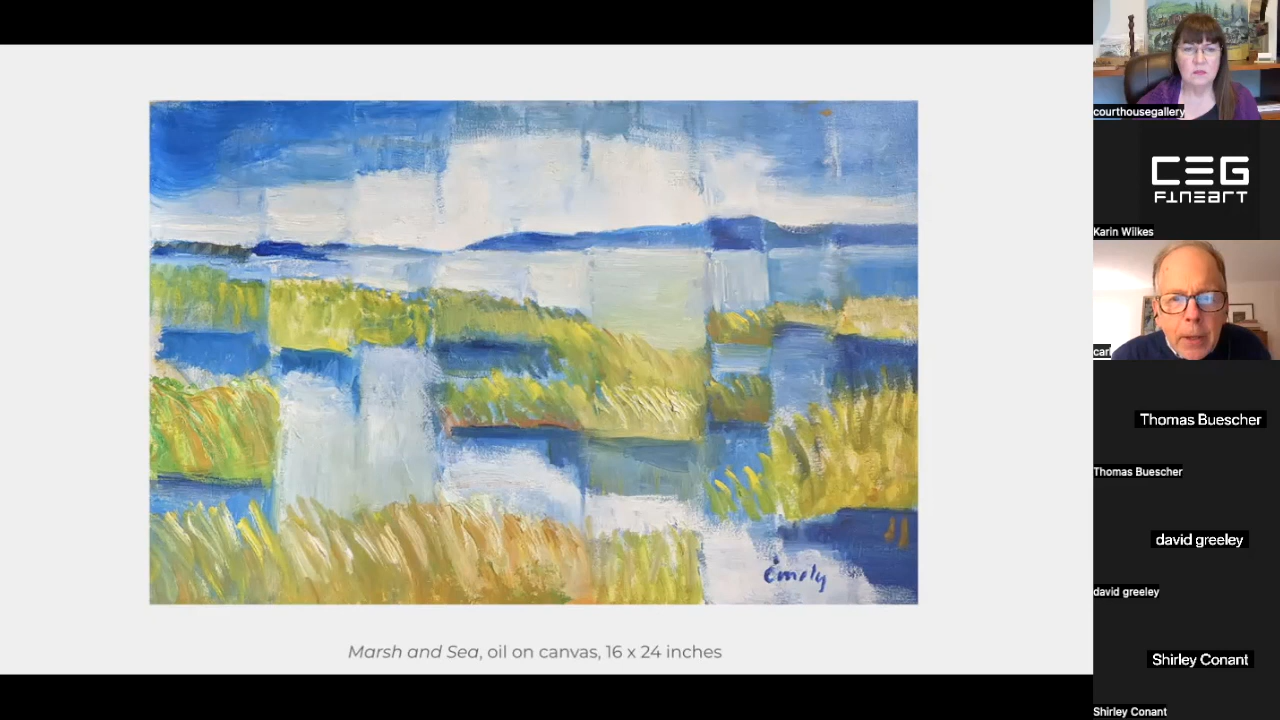 Emily
Marsh and Sea, oil on canvas, 16 x 24 inches
courthousegallery
CEG
FINEART
Karin Wilkes
carl
Thomas Buescher
Thomas Buescher
david greeley
david greeley
Shirley Conant
Shirley Conant